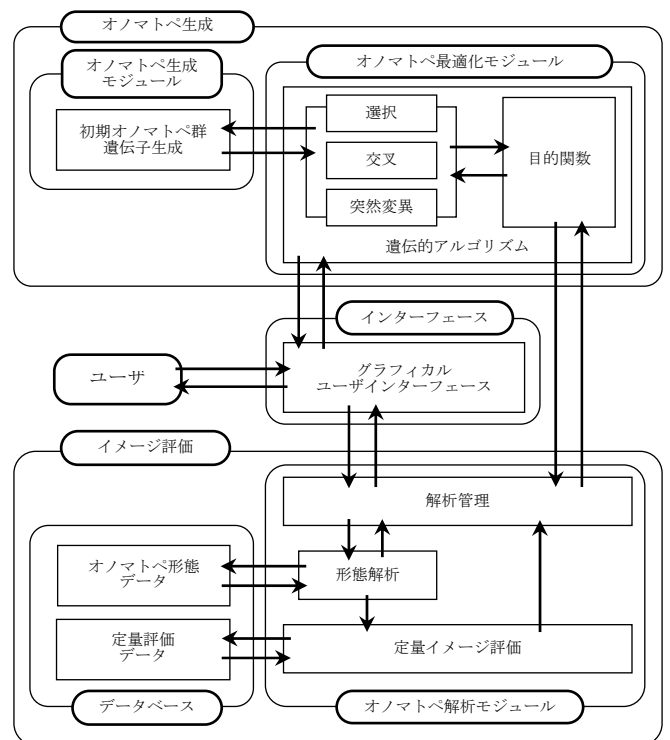 オノマトペ生成
オノマトペ生成
モジュール
オノマトペ最適化モジュール
初期オノマトペ群
遺伝子生成
選択
交叉
突然変異
目的関数
遺伝的アルゴリズム
インターフェース
ユーザ
グラフィカル
ユーザインターフェース
イメージ評価
解析管理
オノマトペ形態
データ
形態解析
定量評価
データ
定量イメージ評価
データベース
オノマトペ解析モジュール